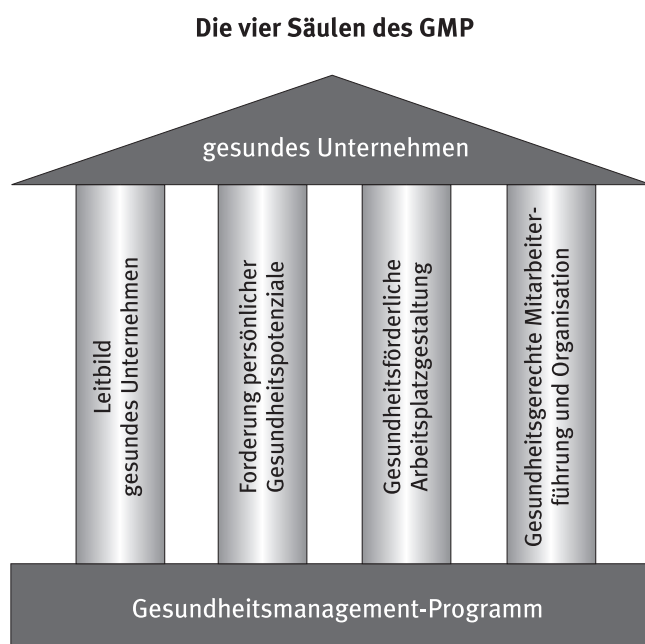 Die vier Säulen des GMP
gesundes Unternehmen
Leitbild
gesundes Unternehmen
Forderung persönlicher
Gesundheitspotenziale
Gesundheitsförderliche
Arbeitsplatzgestaltung
Gesundheitsgerechte Mitarbeiter-
führung und Organisation
Gesundheitsmanagement-Programm